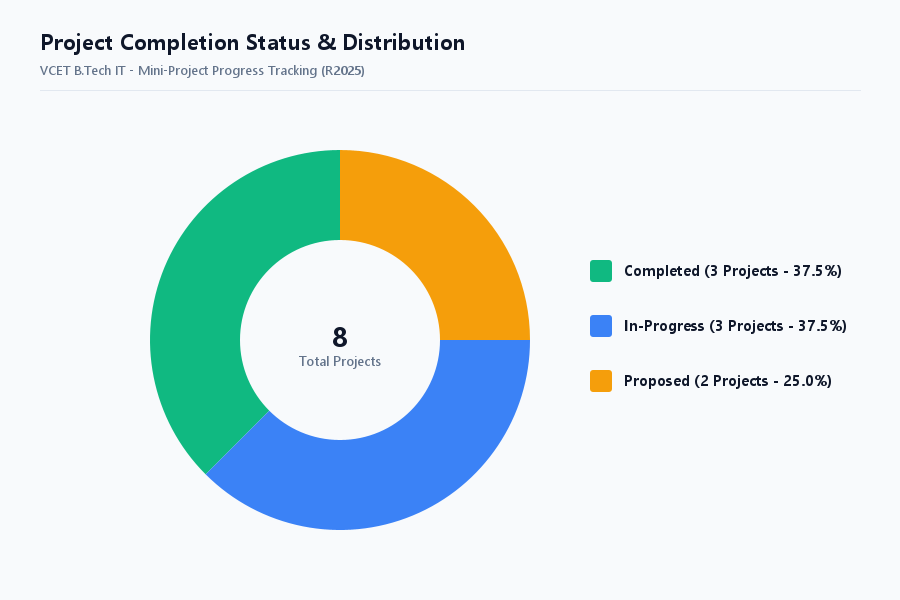 Project Completion Status & Distribution
VCET B.Tech IT - Mini-Project Progress Tracking (R2025)
8
Total Projects
Completed (3 Projects - 37.5%)
In-Progress (3 Projects - 37.5%)
Proposed (2 Projects - 25.0%)